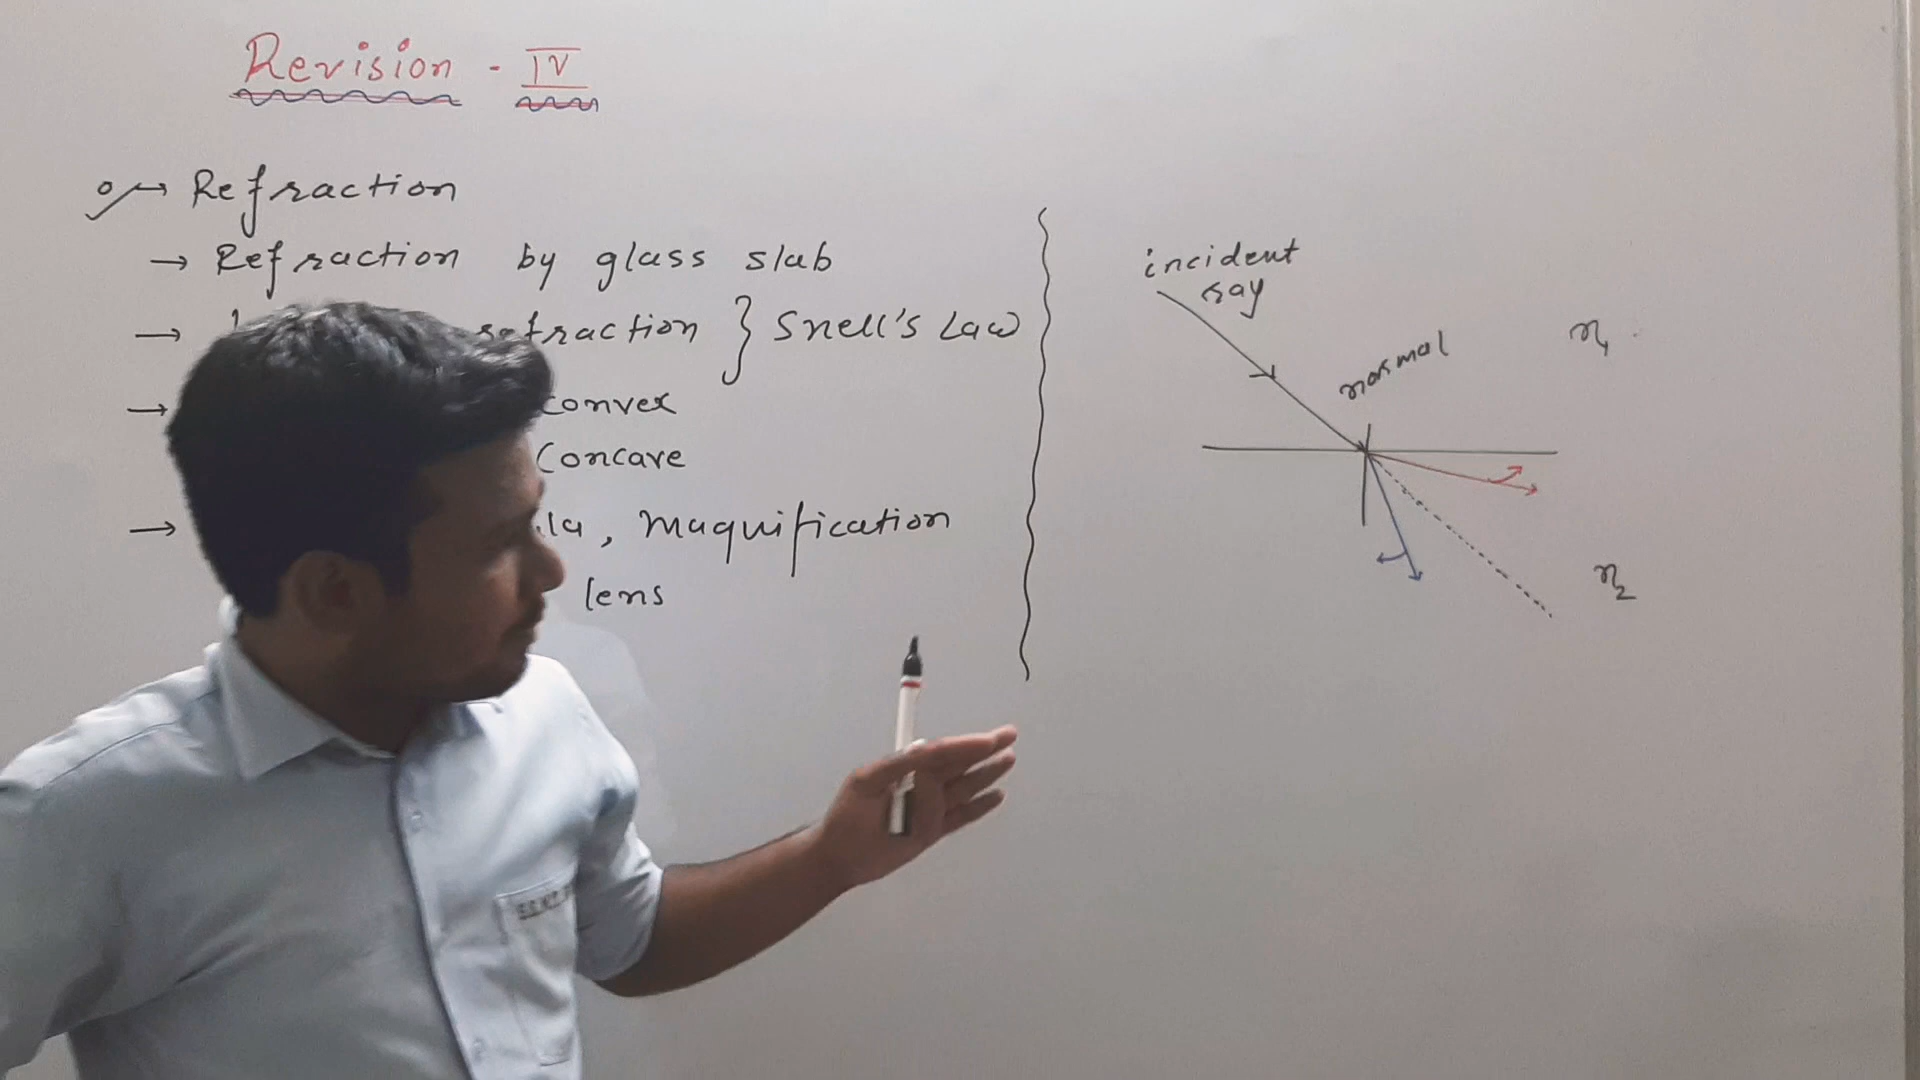 Revision - IV
Refraction
→ Refraction by glass slab
→ refraction } Snell's Law
→ convex
Concave
→ , Magnification
lens
incident
ray
normal
n1
n2